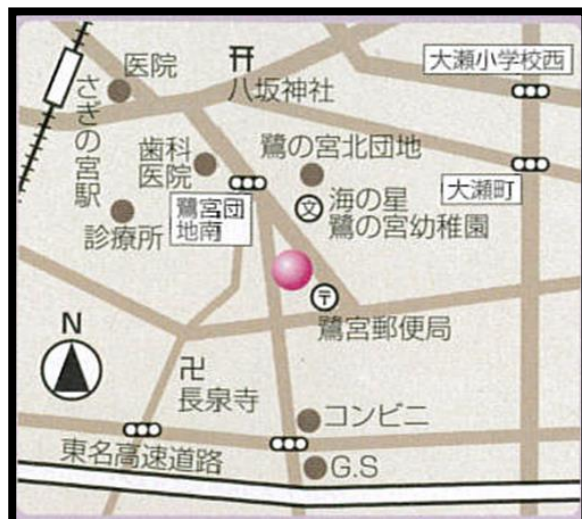 医院
八坂神社
大瀬小学校西
さぎの宮駅
歯科
医院
鷺の宮北団地
大瀬町
文
海の星
鷺の宮幼稚園
診療所
鷺宮団
地南
〒
鷺宮郵便局
N
卍
長泉寺
コンビニ
東名高速道路
G.S